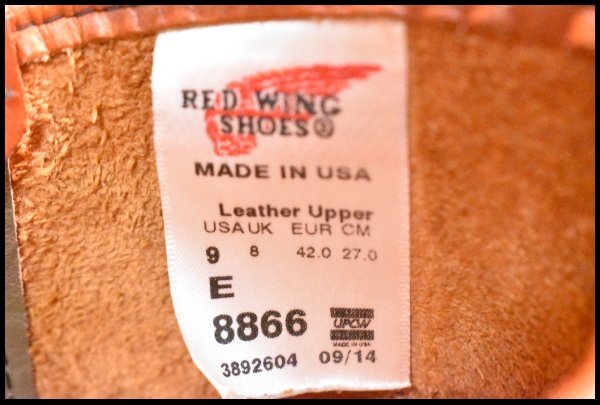 RED WING
SHOES®
MADE IN USA
Leather Upper
USA UK EUR CM
9 8 42.0 27.0
E
8866 UPCW
MADE IN USA
3892604 09/14